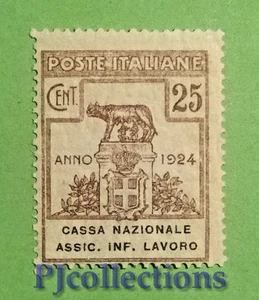 POSTE ITALIANE
CENT. 25
ANNO 1924
CASSA NAZIONALE
ASSIC. INF. LAVORO
PJcollections